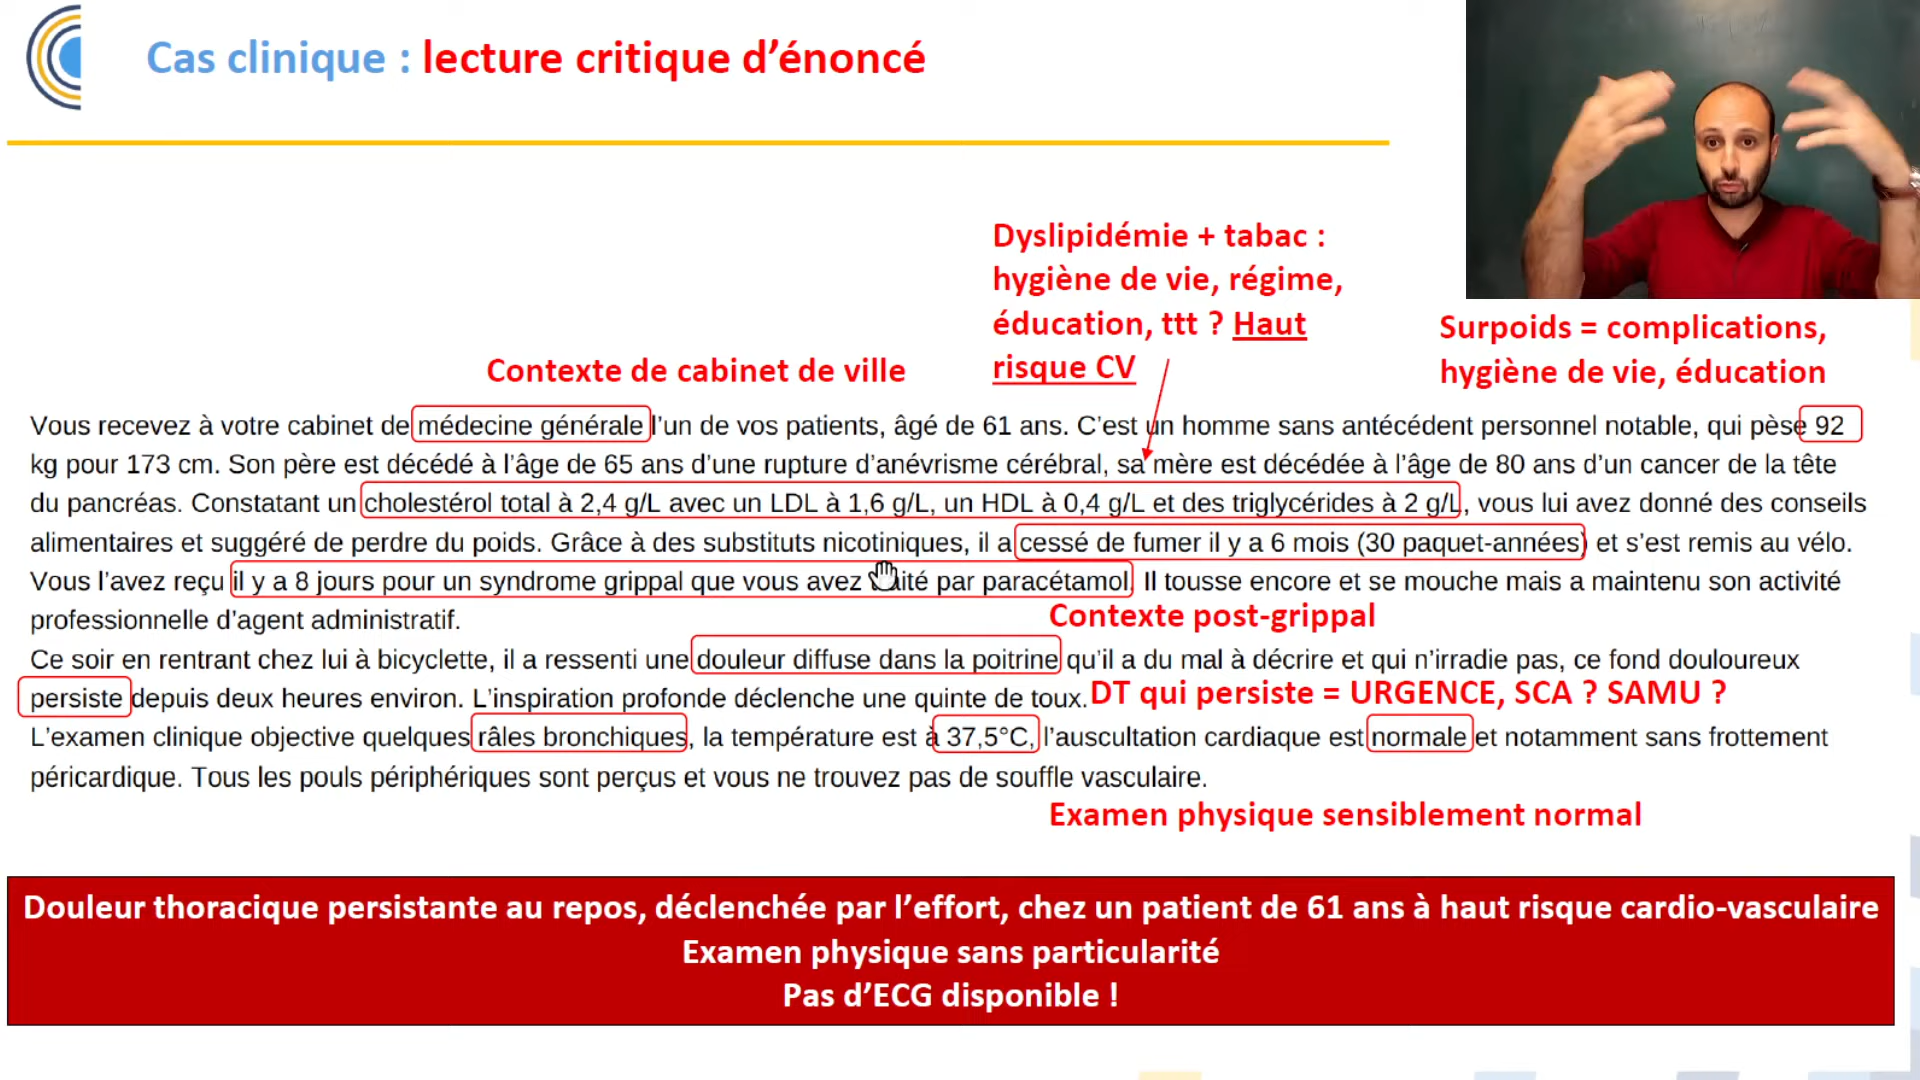 Cas clinique : lecture critique d’énoncé
Dyslipidémie + tabac :
hygiène de vie, régime,
éducation, ttt ? Haut
risque CV
Surpoids = complications,
hygiène de vie, éducation
Contexte de cabinet de ville
Vous recevez à votre cabinet de médecine générale l’un de vos patients, âgé de 61 ans. C’est un homme sans antécédent personnel notable, qui pèse 92
kg pour 173 cm. Son père est décédé à l’âge de 65 ans d’une rupture d’anévrisme cérébral, sa mère est décédée à l’âge de 80 ans d’un cancer de la tête
du pancréas. Constatant un cholestérol total à 2,4 g/L avec un LDL à 1,6 g/L, un HDL à 0,4 g/L et des triglycérides à 2 g/L, vous lui avez donné des conseils
alimentaires et suggéré de perdre du poids. Grâce à des substituts nicotiniques, il a cessé de fumer il y a 6 mois (30 paquet-années) et s’est remis au vélo.
Vous l’avez reçu il y a 8 jours pour un syndrome grippal que vous avez traité par paracétamol. Il tousse encore et se mouche mais a maintenu son activité
professionnelle d’agent administratif.
Contexte post-grippal
Ce soir en rentrant chez lui à bicyclette, il a ressenti une douleur diffuse dans la poitrine qu’il a du mal à décrire et qui n’irradie pas, ce fond douloureux
persiste depuis deux heures environ. L’inspiration profonde déclenche une quinte de toux.
DT qui persiste = URGENCE, SCA ? SAMU ?
L’examen clinique objective quelques râles bronchiques, la température est à 37,5°C, l’auscultation cardiaque est normale et notamment sans frottement
péricardique. Tous les pouls périphériques sont perçus et vous ne trouvez pas de souffle vasculaire.
Examen physique sensiblement normal
Douleur thoracique persistante au repos, déclenchée par l’effort, chez un patient de 61 ans à haut risque cardio-vasculaire
Examen physique sans particularité
Pas d’ECG disponible !